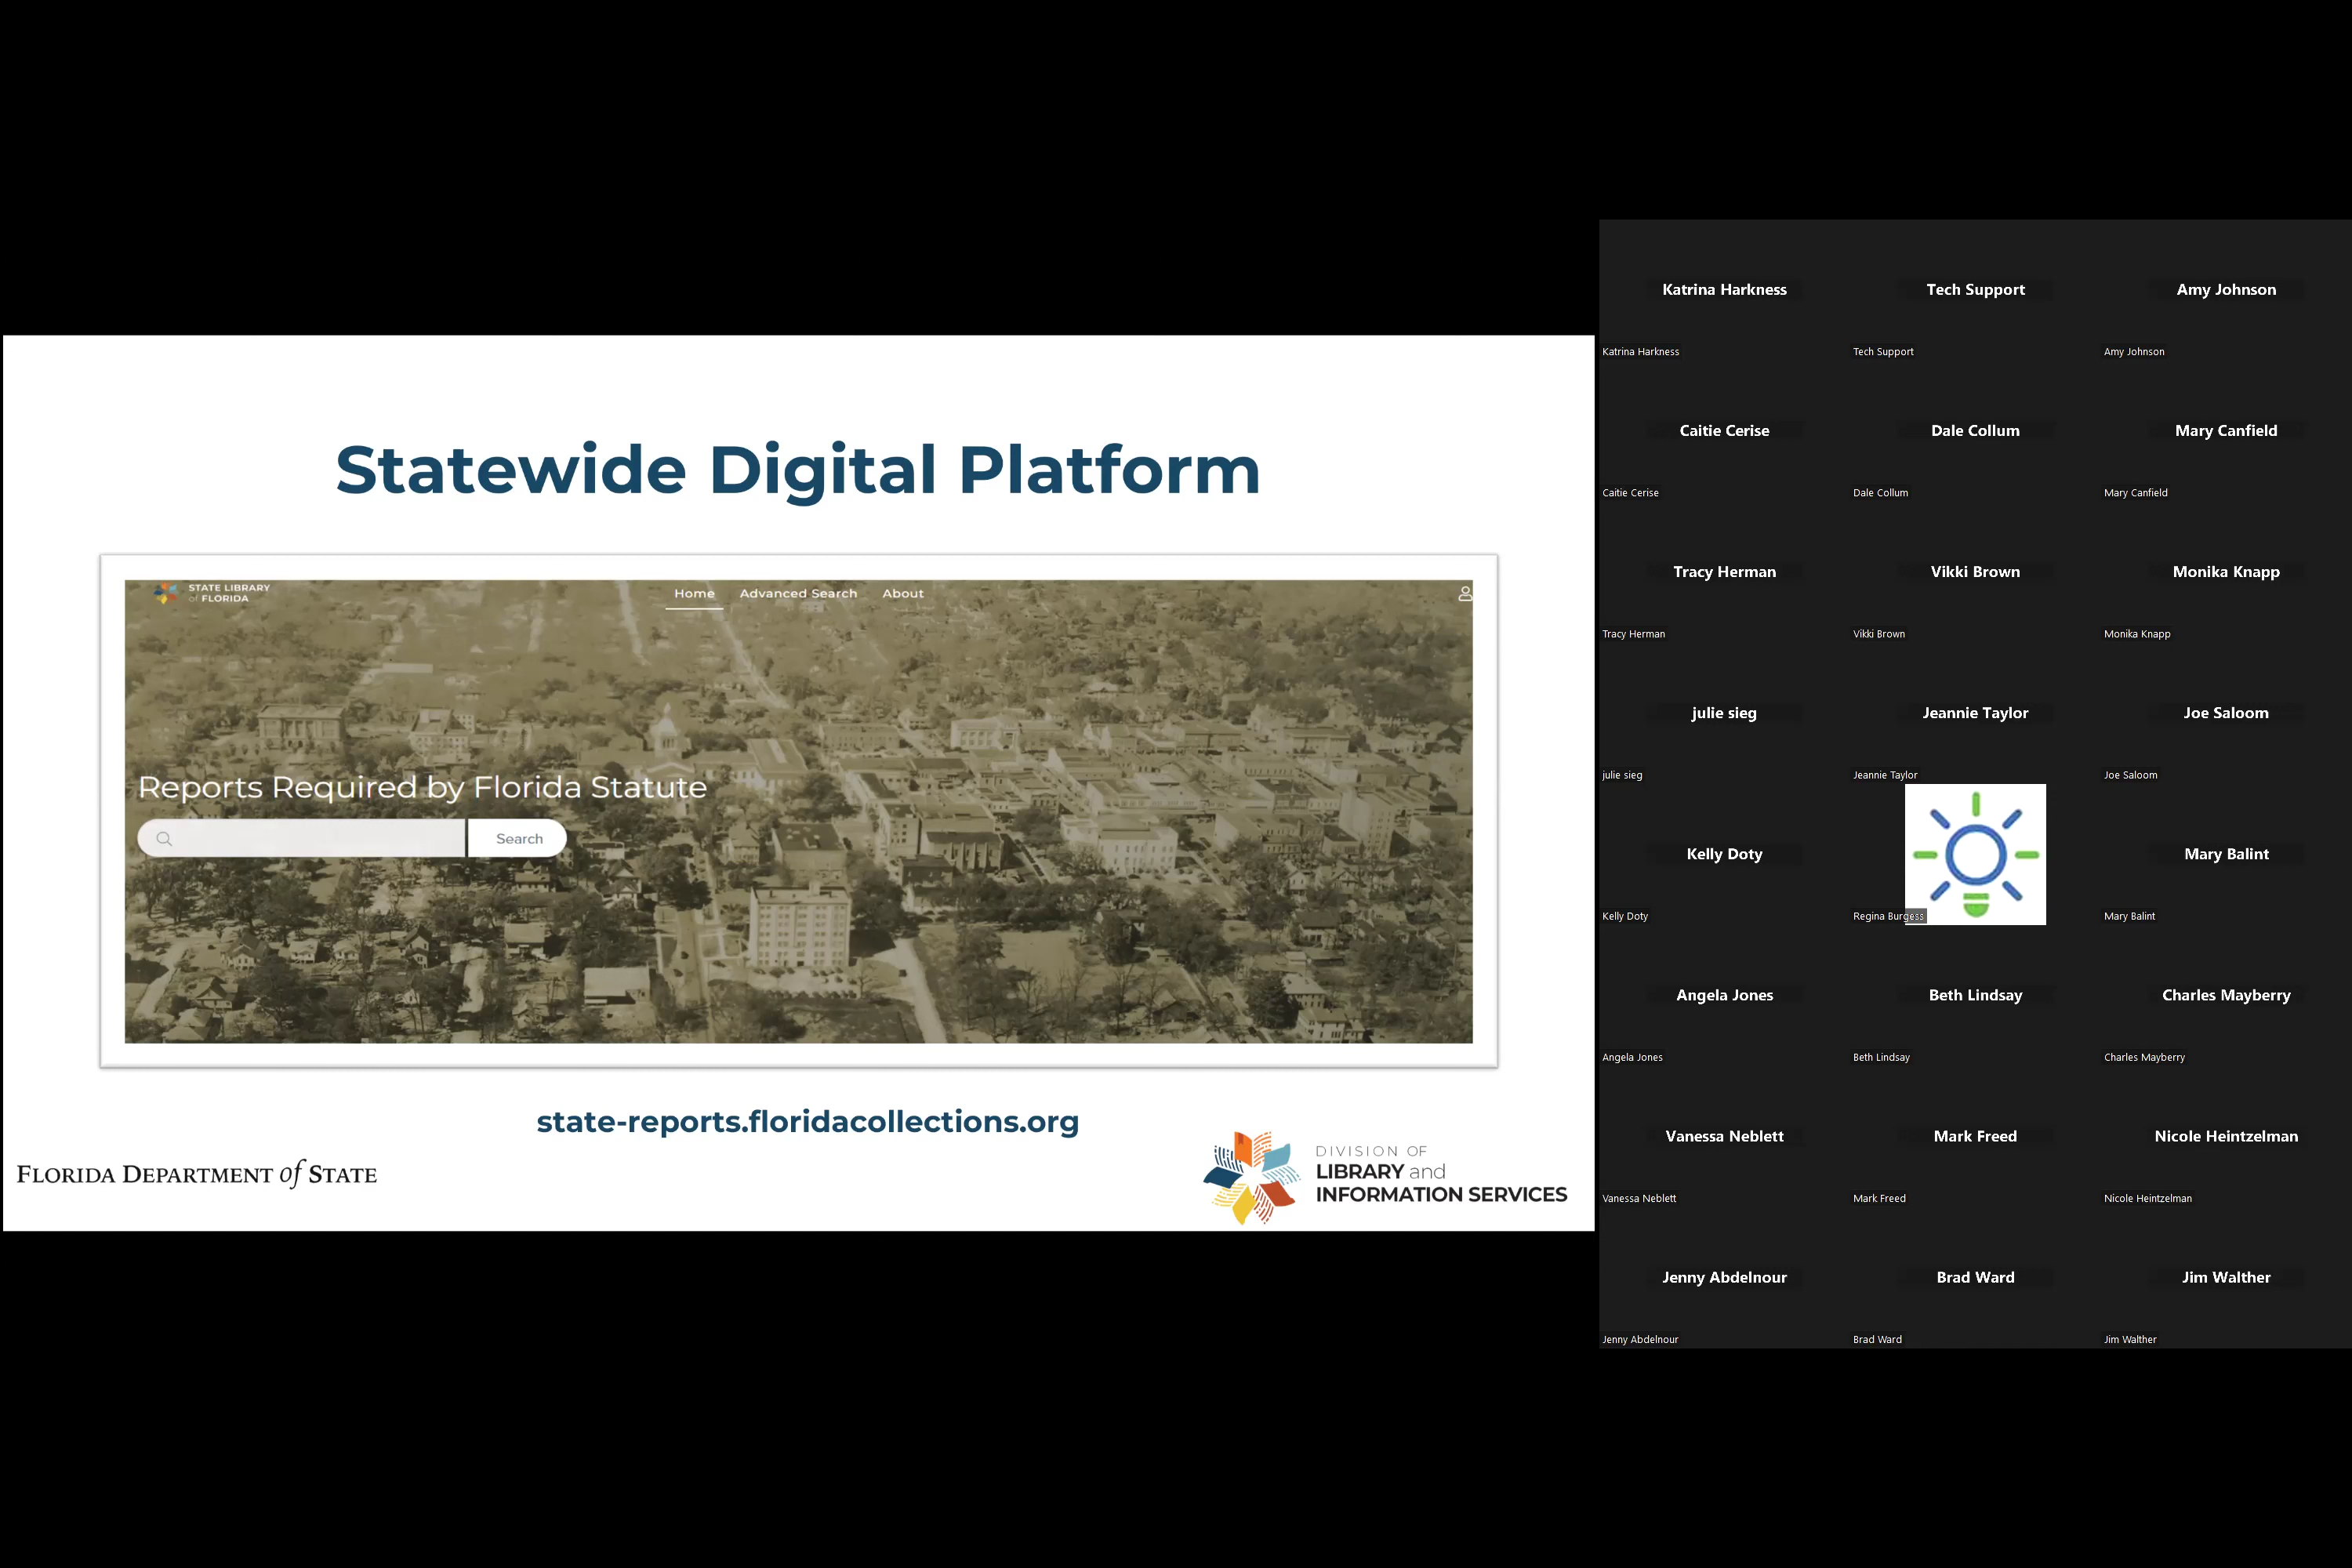 Statewide Digital Platform
STATE LIBRARY
of FLORIDA
Home Advanced Search About
Reports Required by Florida Statute
Search
state-reports.floridacollections.org
FLORIDA DEPARTMENT of STATE
DIVISION OF
LIBRARY and
INFORMATION SERVICES
Katrina Harkness Tech Support Amy Johnson
Katrina Harkness Tech Support Amy Johnson
Caitie Cerise Dale Collum Mary Canfield
Caitie Cerise Dale Collum Mary Canfield
Tracy Herman Vikki Brown Monika Knapp
Tracy Herman Vikki Brown Monika Knapp
julie sieg Jeannie Taylor Joe Saloom
julie sieg Jeannie Taylor Joe Saloom
Kelly Doty Mary Balint
Kelly Doty Regina Burgess Mary Balint
Angela Jones Beth Lindsay Charles Mayberry
Angela Jones Beth Lindsay Charles Mayberry
Vanessa Neblett Mark Freed Nicole Heintzelman
Vanessa Neblett Mark Freed Nicole Heintzelman
Jenny Abdelnour Brad Ward Jim Walther
Jenny Abdelnour Brad Ward Jim Walther